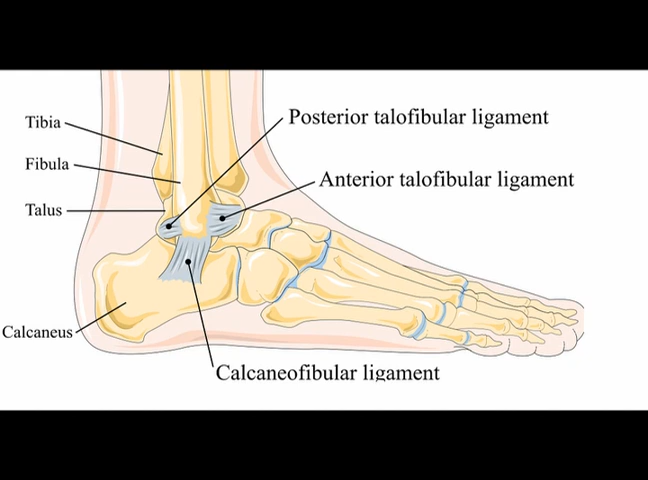 Posterior talofibular ligament
Tibia
Fibula
Anterior talofibular ligament
Talus
Calcaneus
Calcaneofibular ligament